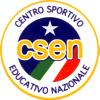 CENTRO SPORTIVO
csen
EDUCATIVO NAZIONALE